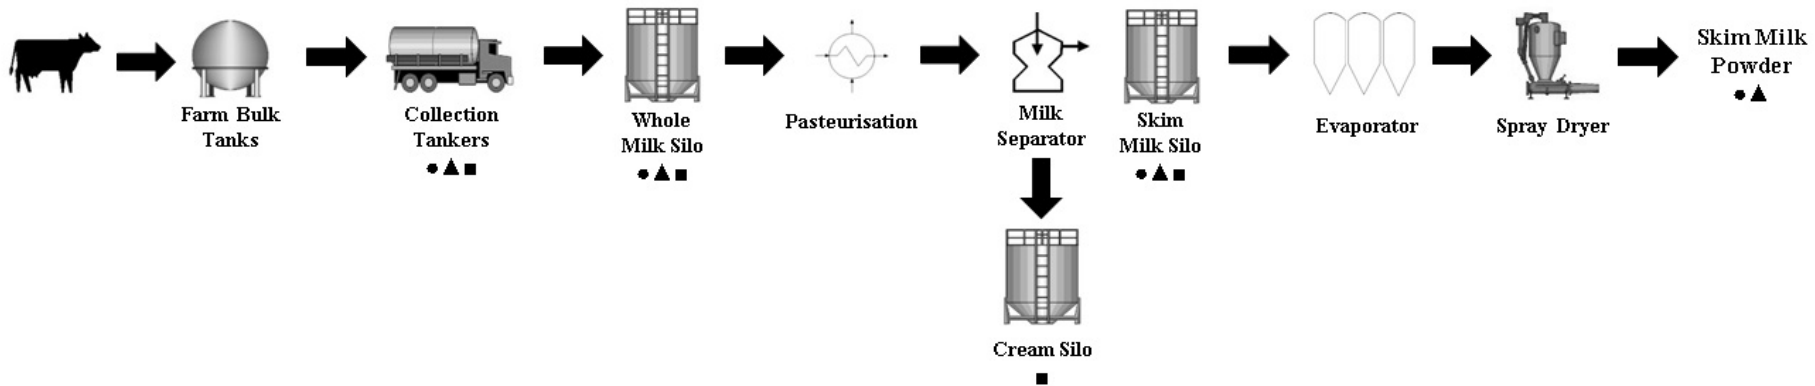 Farm Bulk
Tanks
Collection
Tankers
Whole
Milk Silo
Pasteurisation
Milk
Separator
Skim
Milk Silo
Evaporator
Spray Dryer
Skim Milk
Powder
Cream Silo